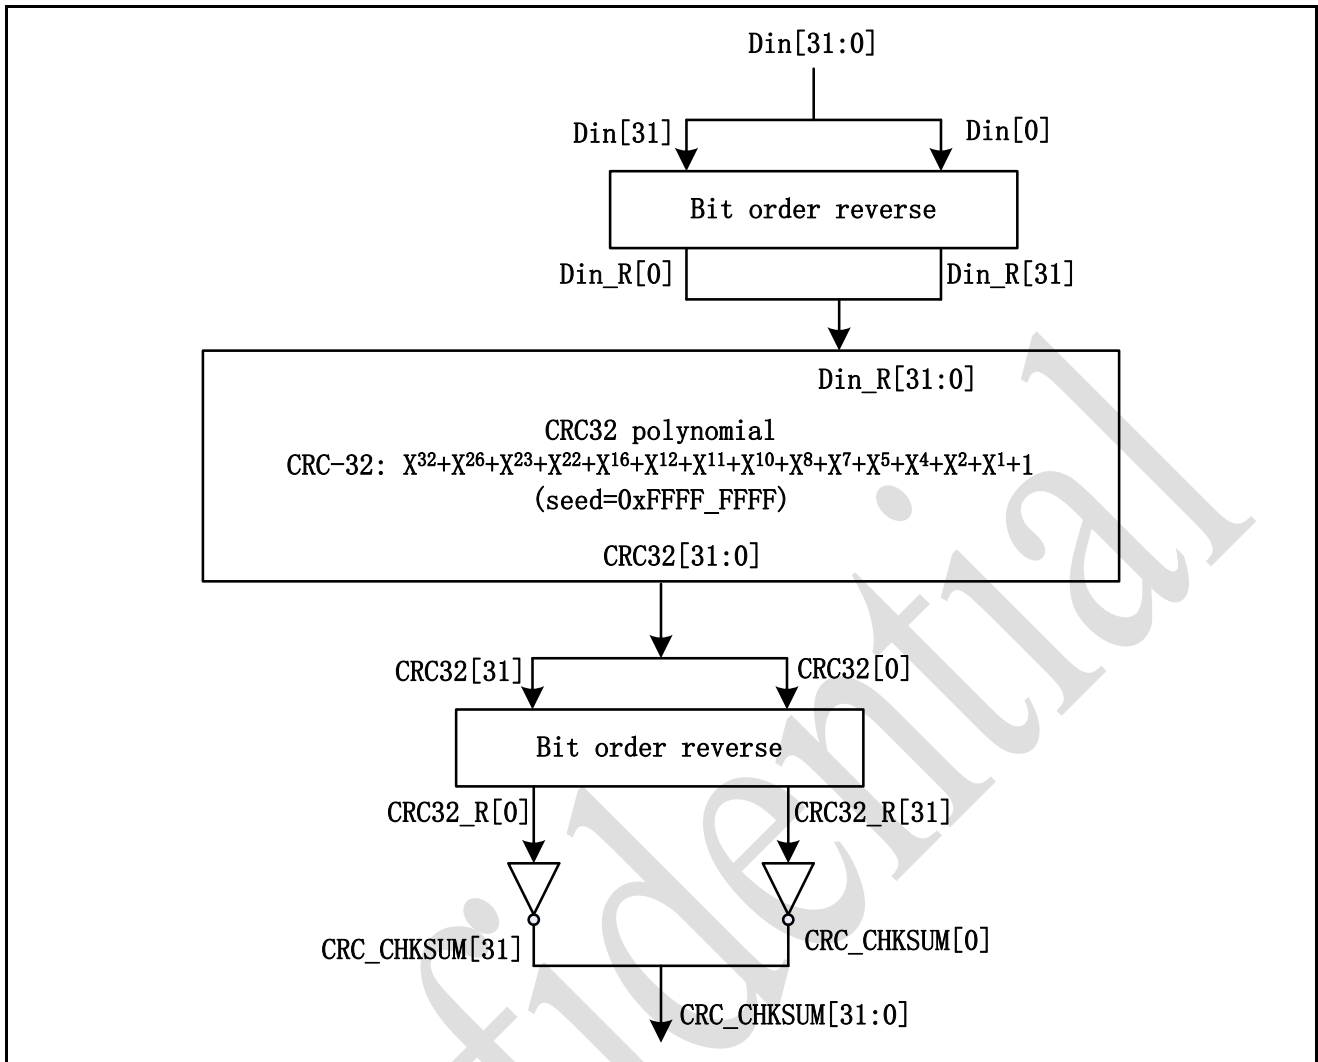 Din[31:0]
Din[31]
Din[0]
Bit order reverse
Din_R[0]
Din_R[31]
Din_R[31:0]
CRC32 polynomial
CRC-32: X³²+X²⁶+X²³+X²²+X¹⁶+X¹²+X¹¹+X¹⁰+X⁸+X⁷+X⁵+X⁴+X²+X¹+1
(seed=0xFFFF_FFFF)
CRC32[31:0]
CRC32[31]
CRC32[0]
Bit order reverse
CRC32_R[0]
CRC32_R[31]
CRC_CHKSUM[31]
CRC_CHKSUM[0]
CRC_CHKSUM[31:0]
fidential